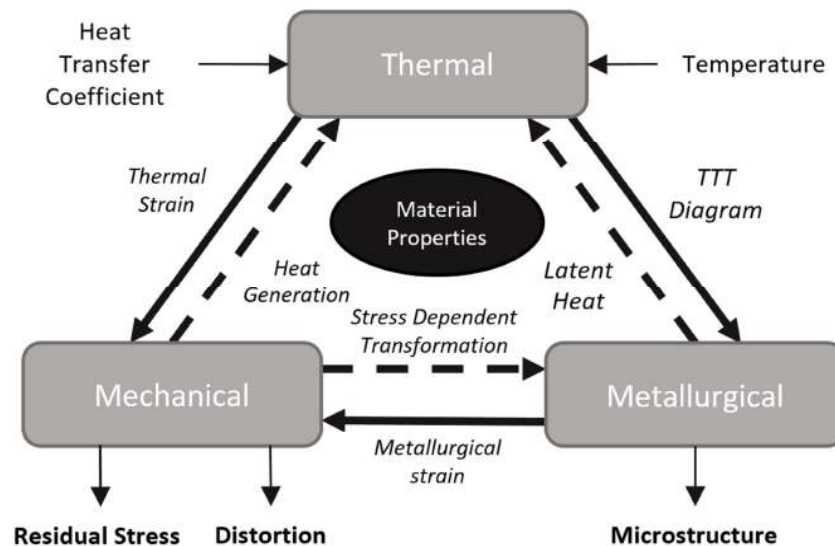 Heat
Transfer
Coefficient
Thermal
Temperature
Thermal
Strain
Material
Properties
TTT
Diagram
Heat
Generation
Latent
Heat
Stress Dependent
Transformation
Mechanical
Metallurgical
Metallurgical
strain
Residual Stress
Distortion
Microstructure